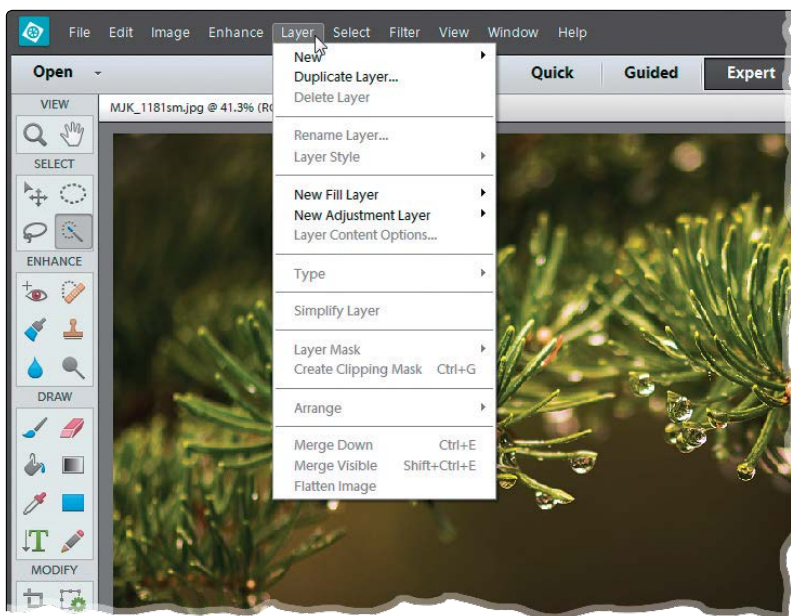 File Edit Image Enhance Layer Select Filter View Window Help
Open Quick Guided Expert
MJK_1181sm.jpg @ 41.3% (RG
VIEW
SELECT
ENHANCE
DRAW
T
MODIFY
New
Duplicate Layer...
Delete Layer
Rename Layer...
Layer Style
New Fill Layer
New Adjustment Layer
Layer Content Options...
Type
Simplify Layer
Layer Mask
Create Clipping Mask Ctrl+G
Arrange
Merge Down Ctrl+E
Merge Visible Shift+Ctrl+E
Flatten Image